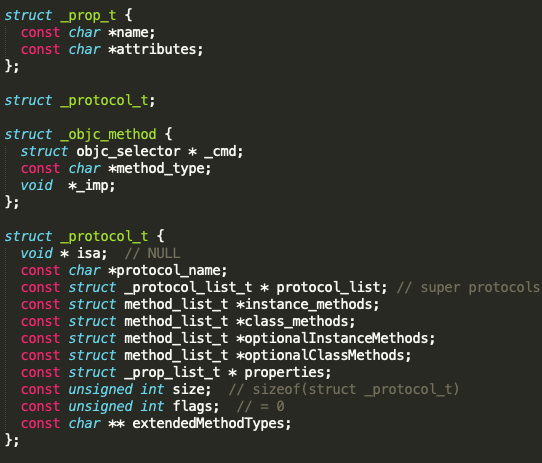 struct _prop_t {
  const char *name;
  const char *attributes;
};

struct _protocol_t;

struct _objc_method {
  struct objc_selector * _cmd;
  const char *method_type;
  void  *_imp;
};

struct _protocol_t {
  void * isa;  // NULL
  const char *protocol_name;
  const struct _protocol_list_t * protocol_list; // super protocols
  const struct method_list_t *instance_methods;
  const struct method_list_t *class_methods;
  const struct method_list_t *optionalInstanceMethods;
  const struct method_list_t *optionalClassMethods;
  const struct _prop_list_t * properties;
  const unsigned int size;  // sizeof(struct _protocol_t)
  const unsigned int flags;  // = 0
  const char ** extendedMethodTypes;
};